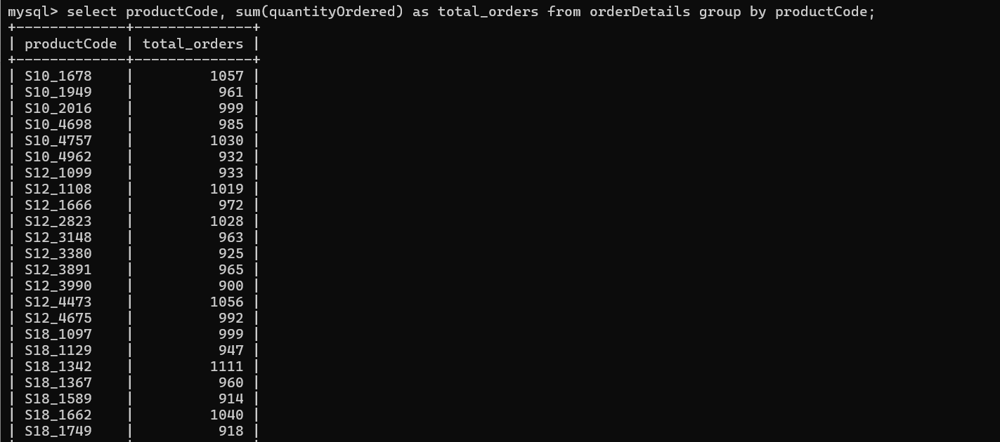 mysql> select productCode, sum(quantityOrdered) as total_orders from orderDetails group by productCode;
+-------------+--------------+
| productCode | total_orders |
+-------------+--------------+
| S10_1678    |         1057 |
| S10_1949    |          961 |
| S10_2016    |          999 |
| S10_4698    |          985 |
| S10_4757    |         1030 |
| S10_4962    |          932 |
| S12_1099    |          933 |
| S12_1108    |         1019 |
| S12_1666    |          972 |
| S12_2823    |         1028 |
| S12_3148    |          963 |
| S12_3380    |          925 |
| S12_3891    |          965 |
| S12_3990    |          900 |
| S12_4473    |         1056 |
| S12_4675    |          992 |
| S18_1097    |          999 |
| S18_1129    |          947 |
| S18_1342    |         1111 |
| S18_1367    |          960 |
| S18_1589    |          914 |
| S18_1662    |         1040 |
| S18_1749    |          918 |